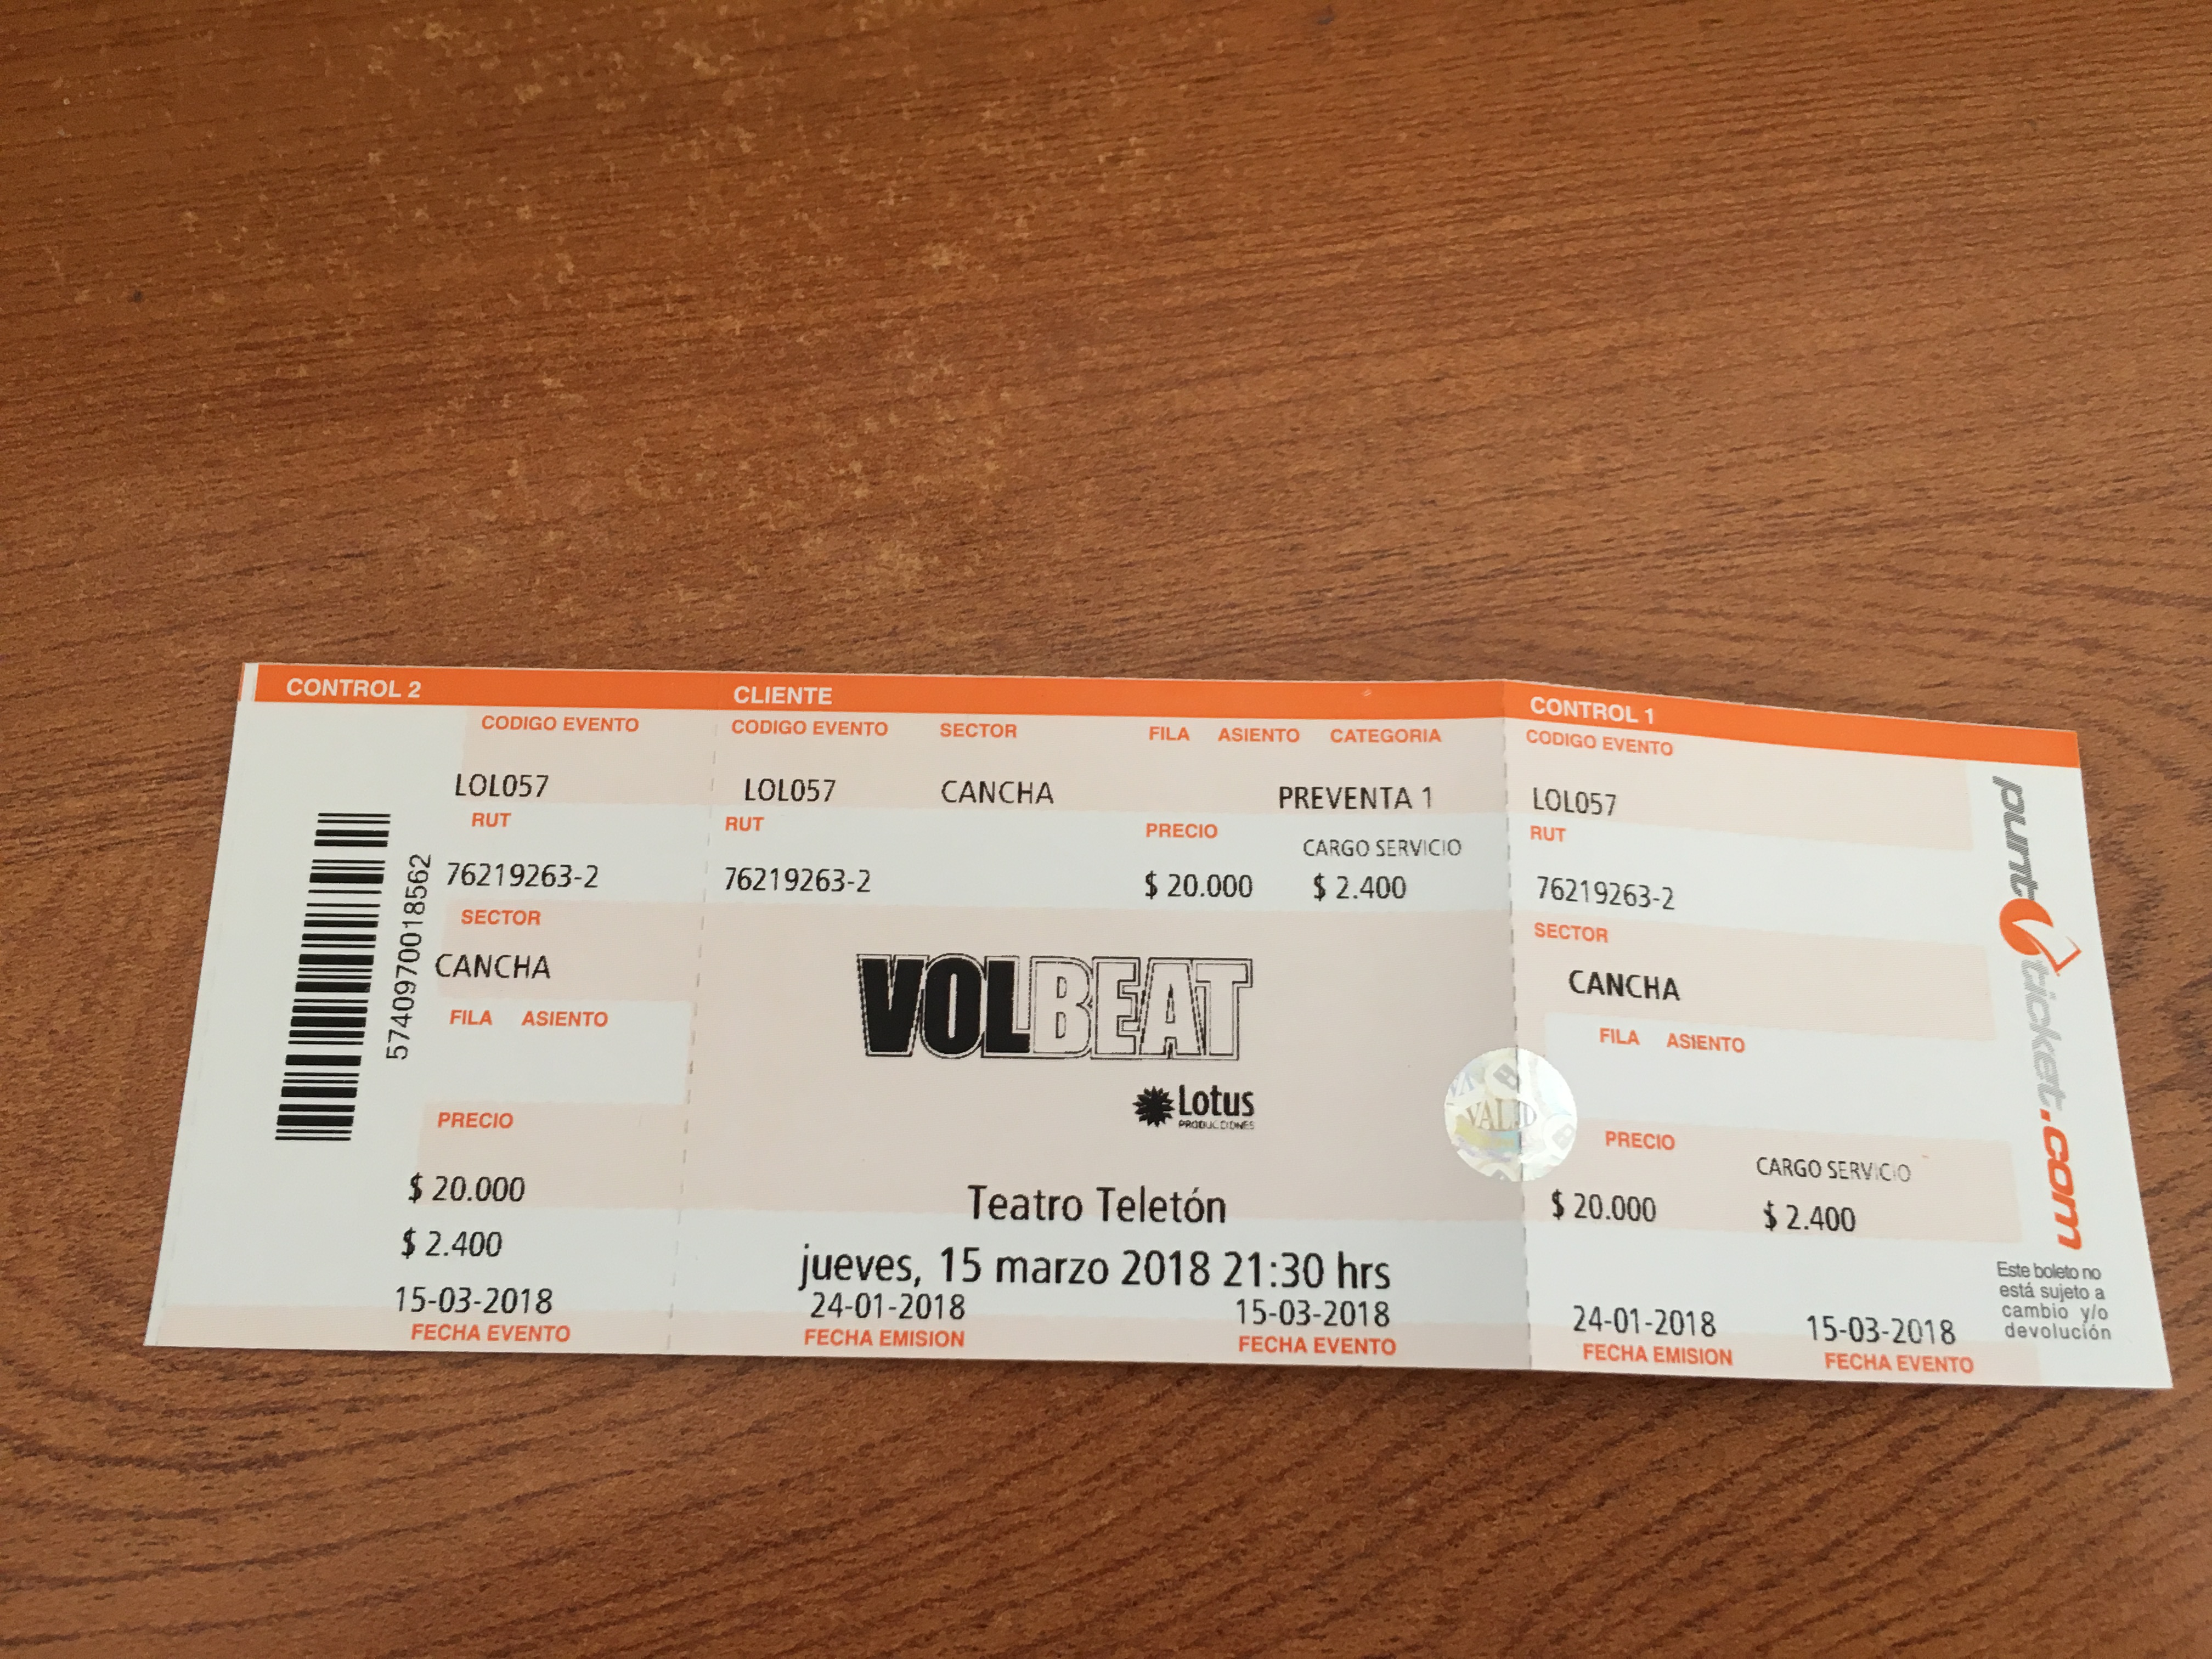 CONTROL 2
CODIGO EVENTO
LOL057
RUT
76219263-2
SECTOR
CANCHA
FILA ASIENTO
PRECIO
$ 20.000
$ 2.400
15-03-2018
FECHA EVENTO
5740970018562
CLIENTE
CODIGO EVENTO SECTOR FILA ASIENTO CATEGORIA
LOL057 CANCHA PREVENTA 1
RUT PRECIO CARGO SERVICIO
76219263-2 $ 20.000 $ 2.400
VOLBEAT
Lotus
PRODUCCIONES
Teatro Teletón
jueves, 15 marzo 2018 21:30 hrs
24-01-2018 15-03-2018
FECHA EMISION FECHA EVENTO
VALID
CONTROL 1
CODIGO EVENTO
LOL057
RUT
76219263-2
SECTOR
CANCHA
FILA ASIENTO
PRECIO CARGO SERVICIO
$ 20.000 $ 2.400
24-01-2018 15-03-2018
FECHA EMISION FECHA EVENTO
puntoticket.com
Este boleto no
está sujeto a
cambio y/o
devolución